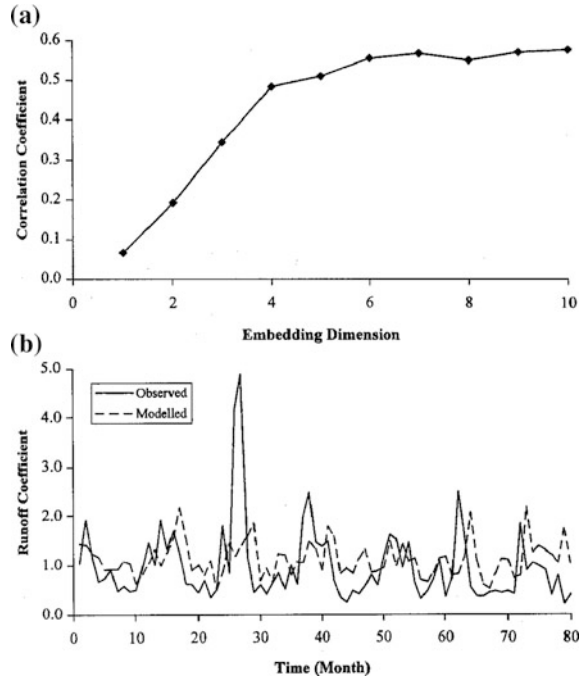 (a)
0.6
0.5
0.4
0.3
0.2
0.1
0.0
Correlation Coefficient
0 2 4 6 8 10
Embedding Dimension
(b)
5.0
4.0
3.0
2.0
1.0
0.0
Runoff Coefficient
Observed
Modelled
0 10 20 30 40 50 60 70 80
Time (Month)